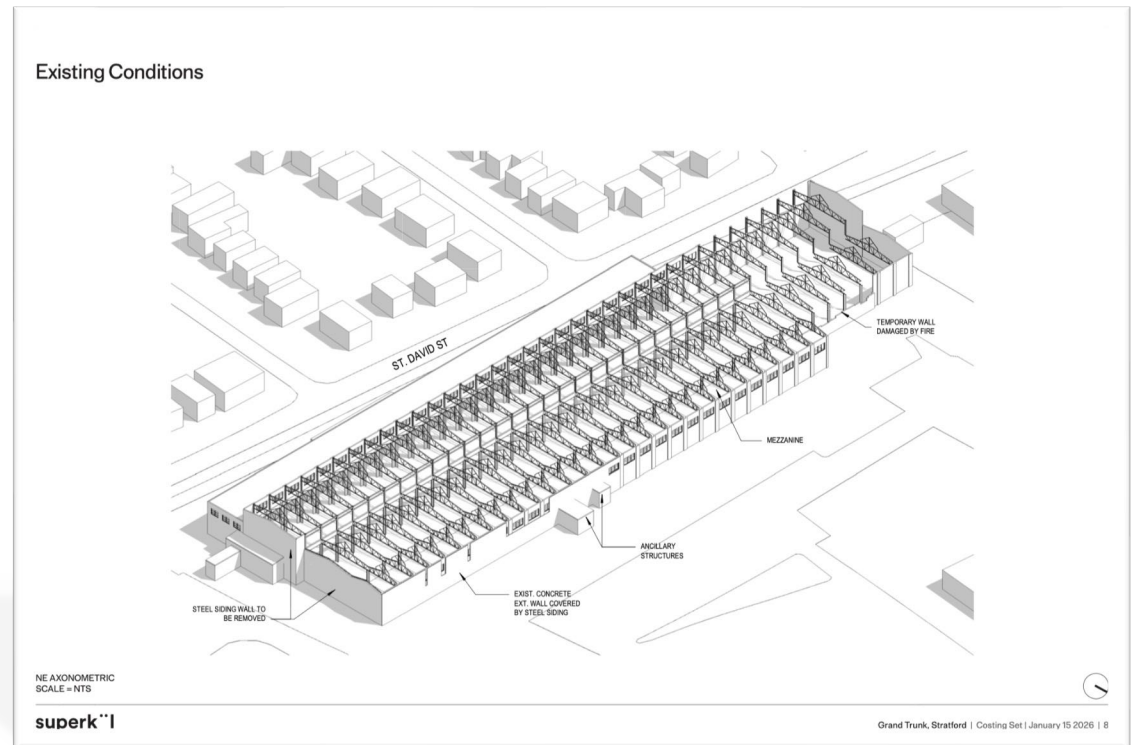 Existing Conditions
ST. DAVID ST
TEMPORARY WALL
DAMAGED BY FIRE
MEZZANINE
ANCILLARY
STRUCTURES
EXIST. CONCRETE
EXT. WALL COVERED
BY STEEL SIDING
STEEL SIDING WALL TO
BE REMOVED
NE AXONOMETRIC
SCALE = NTS
superk¨l
Grand Trunk, Stratford | Costing Set | January 15 2026 | 8